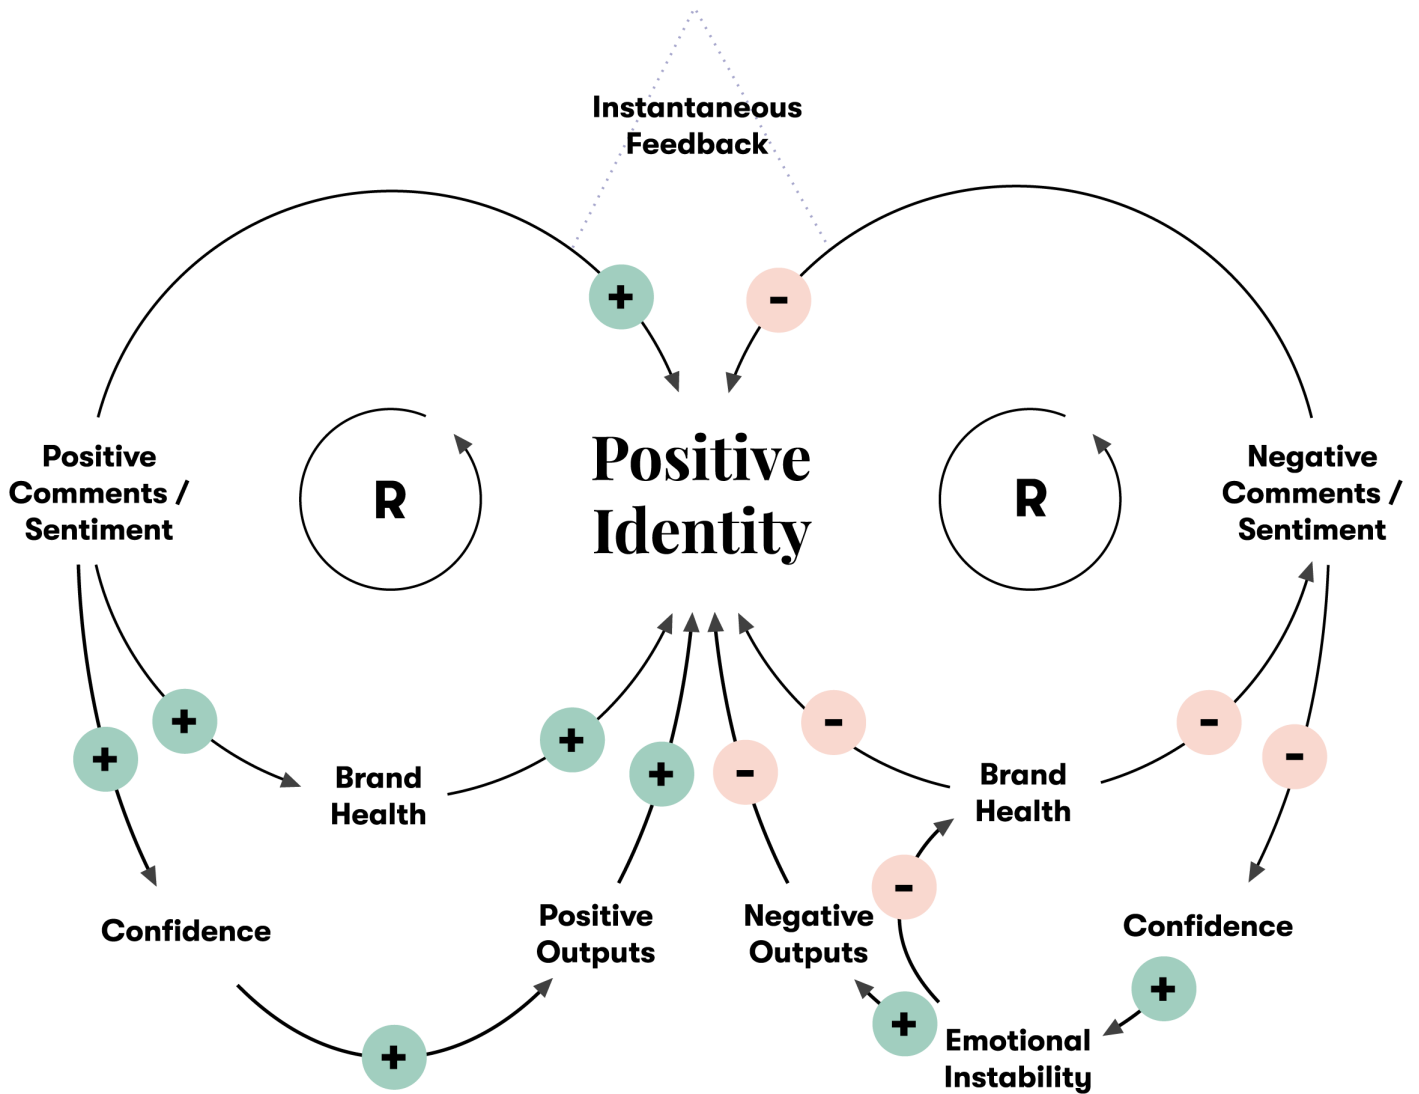 Instantaneous
Feedback
+
-
Positive
Identity
Positive
Comments /
Sentiment
R
R
Negative
Comments /
Sentiment
+
+
+
+
-
-
-
-
Brand
Health
Brand
Health
-
Confidence
Positive
Outputs
Negative
Outputs
Confidence
+
+
+
Emotional
Instability